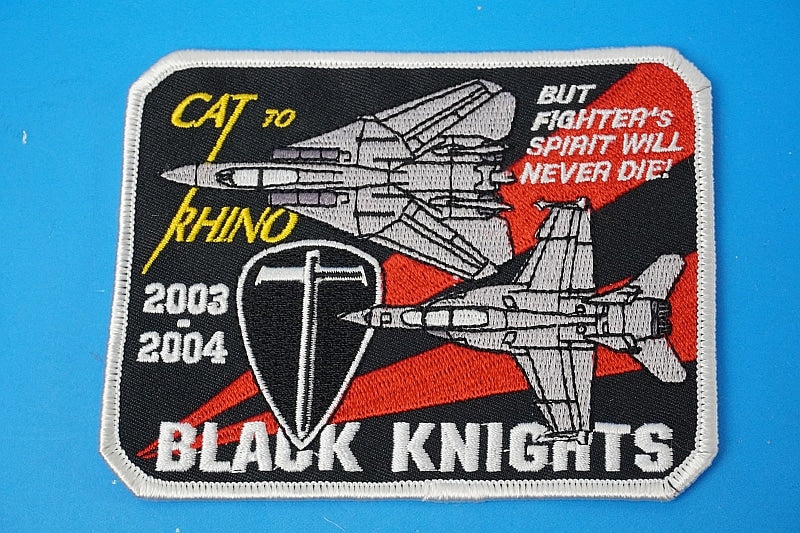 CAT TO
RHINO
BUT
FIGHTER'S
SPIRIT WILL
NEVER DIE!
2003
-
2004
BLACK KNIGHTS